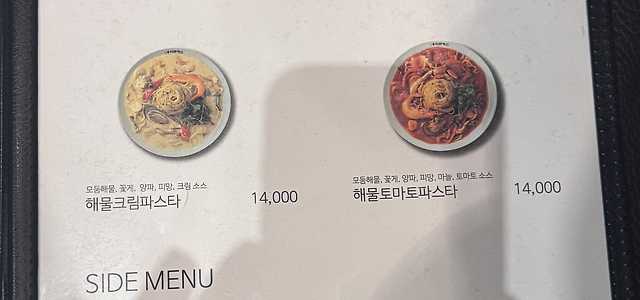 모둠해물, 꽃게, 양파, 피망, 크림 소스
해물크림파스타 14,000
모둠해물, 꽃게, 양파, 피망, 마늘, 토마토 소스
해물토마토파스타 14,000
SIDE MENU